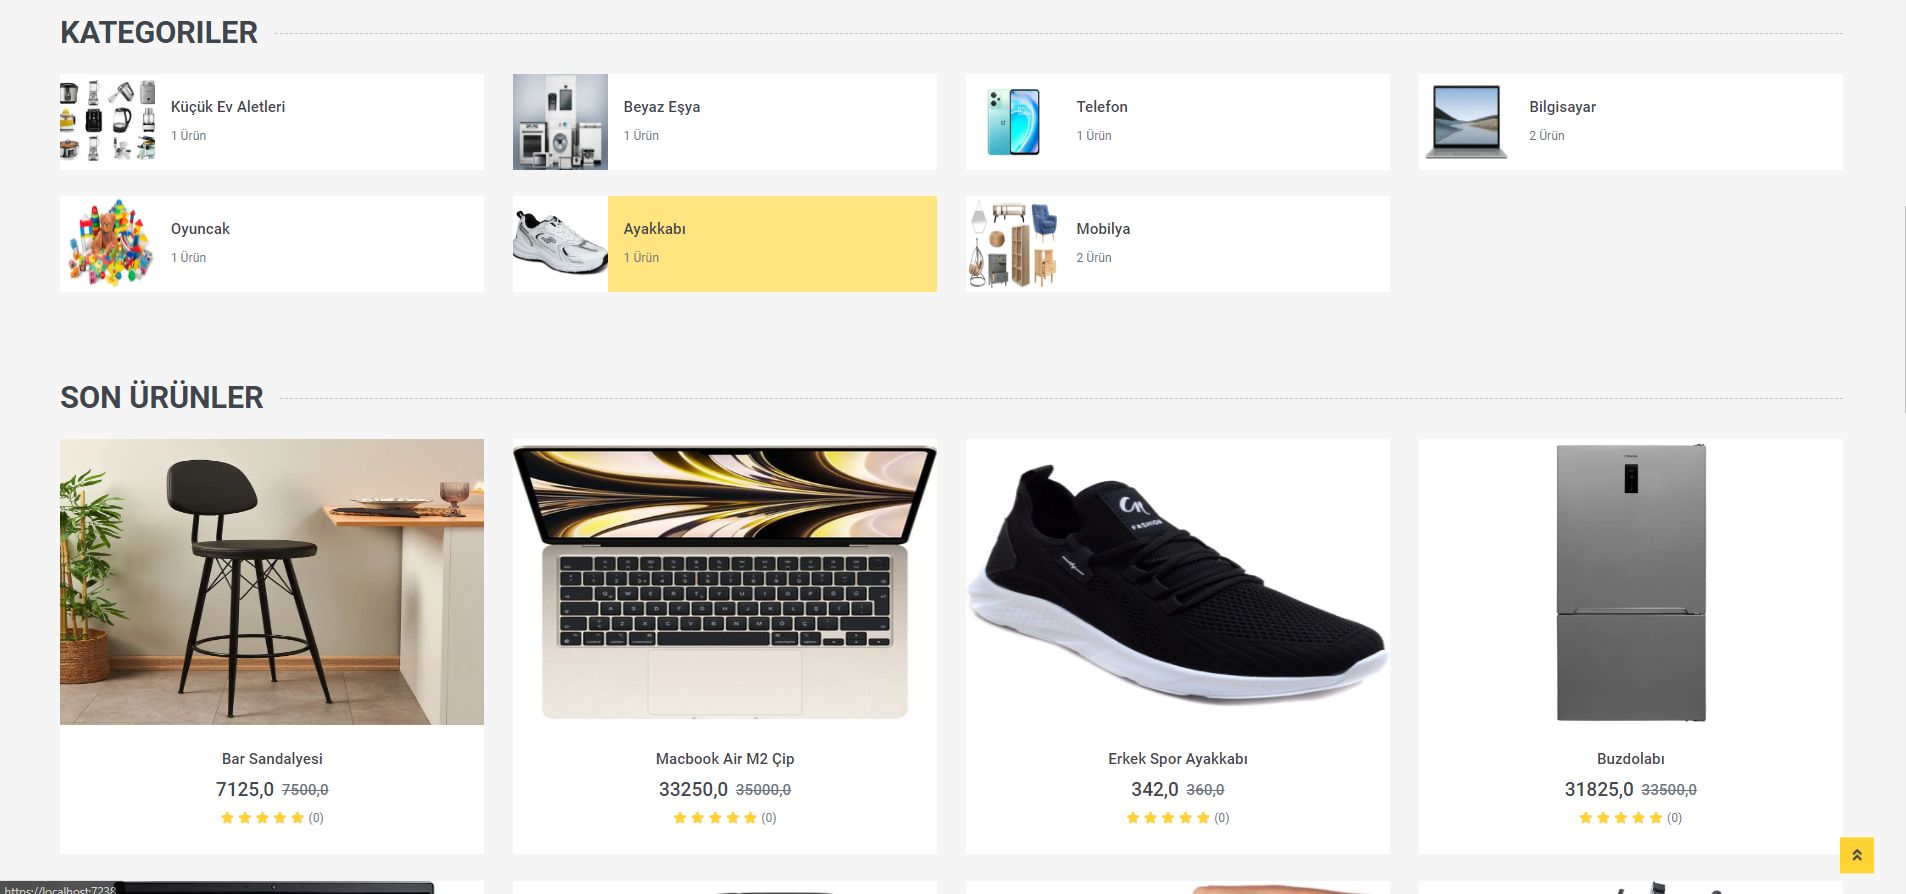 KATEGORILER
Küçük Ev Aletleri
1 Ürün
Beyaz Eşya
1 Ürün
Telefon
1 Ürün
Bilgisayar
2 Ürün
Oyuncak
1 Ürün
Ayakkabı
1 Ürün
Mobilya
2 Ürün
SON ÜRÜNLER
CN
FASHION
Bar Sandalyesi
7125,0 7500,0
(0)
Macbook Air M2 Çip
33250,0 35000,0
(0)
Erkek Spor Ayakkabı
342,0 360,0
(0)
Buzdolabı
31825,0 33500,0
(0)
https://localhost:7238